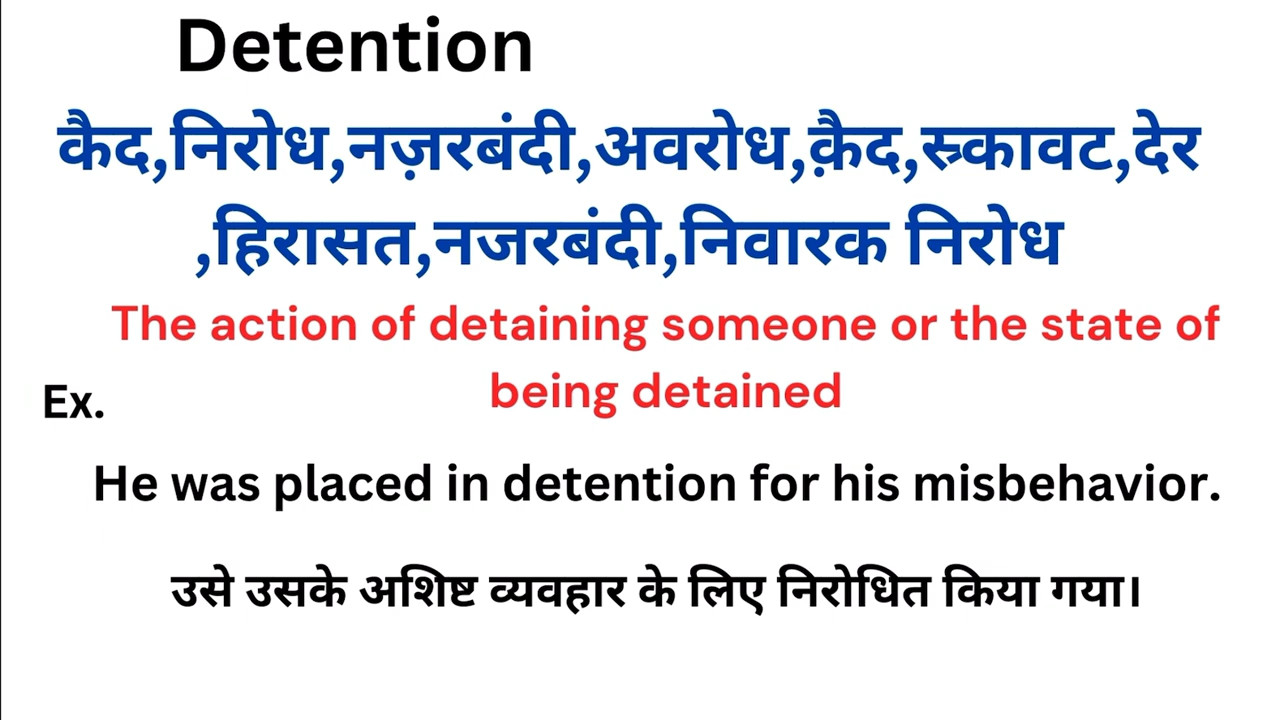 Detention
कैद,निरोध,नज़रबंदी,अवरोध,क़ैद,स्र्कावट,देर
,हिरासत,नजरबंदी,निवारक निरोध
The action of detaining someone or the state of
being detained
Ex.
He was placed in detention for his misbehavior.
उसे उसके अशिष्ट व्यवहार के लिए निरोधित किया गया।